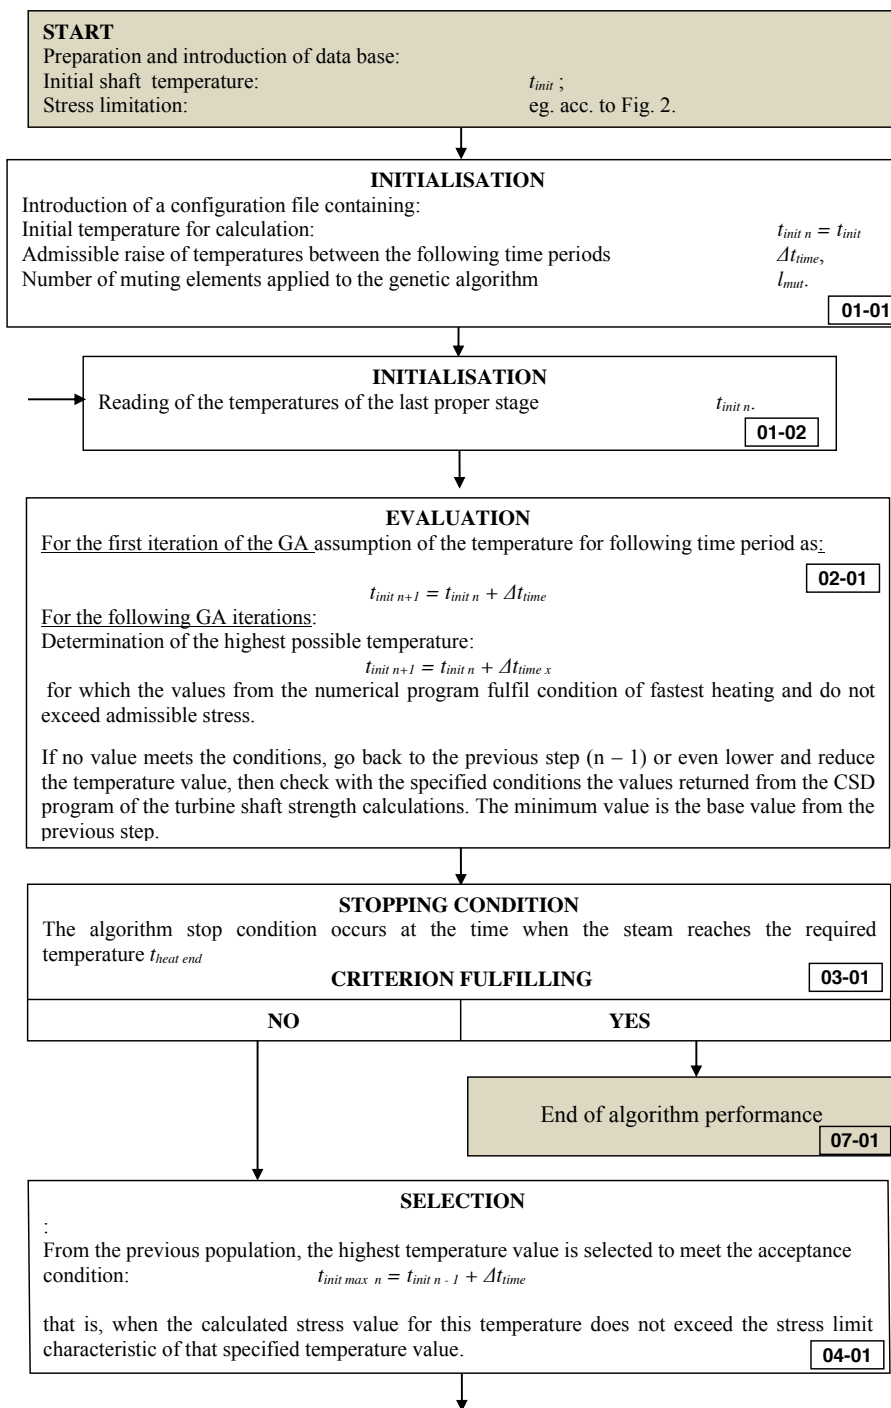 START
Preparation and introduction of data base:
Initial shaft temperature: t_init ;
Stress limitation: eg. acc. to Fig. 2.
INITIALISATION
Introduction of a configuration file containing:
Initial temperature for calculation: t_init n = t_init
Admissible raise of temperatures between the following time periods Δt_time,
Number of muting elements applied to the genetic algorithm l_mut.
01-01
INITIALISATION
Reading of the temperatures of the last proper stage t_init n.
01-02
EVALUATION
For the first iteration of the GA assumption of the temperature for following time period as:
02-01
t_init n+1 = t_init n + Δt_time
For the following GA iterations:
Determination of the highest possible temperature:
t_init n+1 = t_init n + Δt_time x
for which the values from the numerical program fulfil condition of fastest heating and do not
exceed admissible stress.
If no value meets the conditions, go back to the previous step (n – 1) or even lower and reduce
the temperature value, then check with the specified conditions the values returned from the CSD
program of the turbine shaft strength calculations. The minimum value is the base value from the
previous step.
STOPPING CONDITION
The algorithm stop condition occurs at the time when the steam reaches the required
temperature t_heat end
CRITERION FULFILLING
03-01
NO YES
End of algorithm performance
07-01
SELECTION
:
From the previous population, the highest temperature value is selected to meet the acceptance
condition: t_init max n = t_init n - 1 + Δt_time
that is, when the calculated stress value for this temperature does not exceed the stress limit
characteristic of that specified temperature value.
04-01